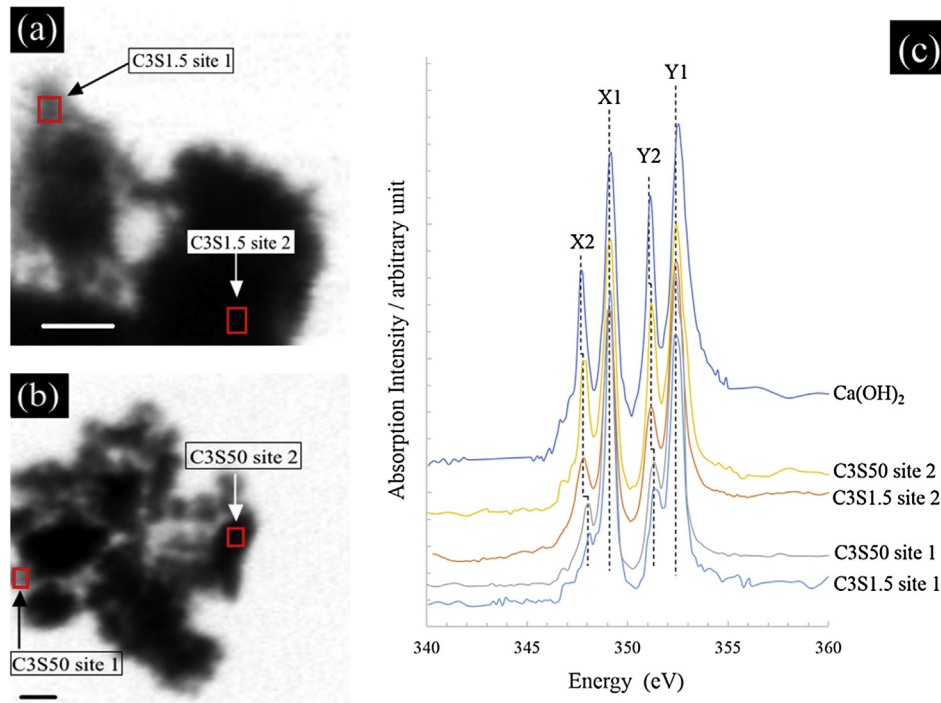 (a)
C3S1.5 site 1
C3S1.5 site 2
(b)
C3S50 site 2
C3S50 site 1
(c)
X1
Y1
Y2
X2
Absorption Intensity / arbitrary unit
Ca(OH)₂
C3S50 site 2
C3S1.5 site 2
C3S50 site 1
C3S1.5 site 1
340 345 350 355 360
Energy (eV)